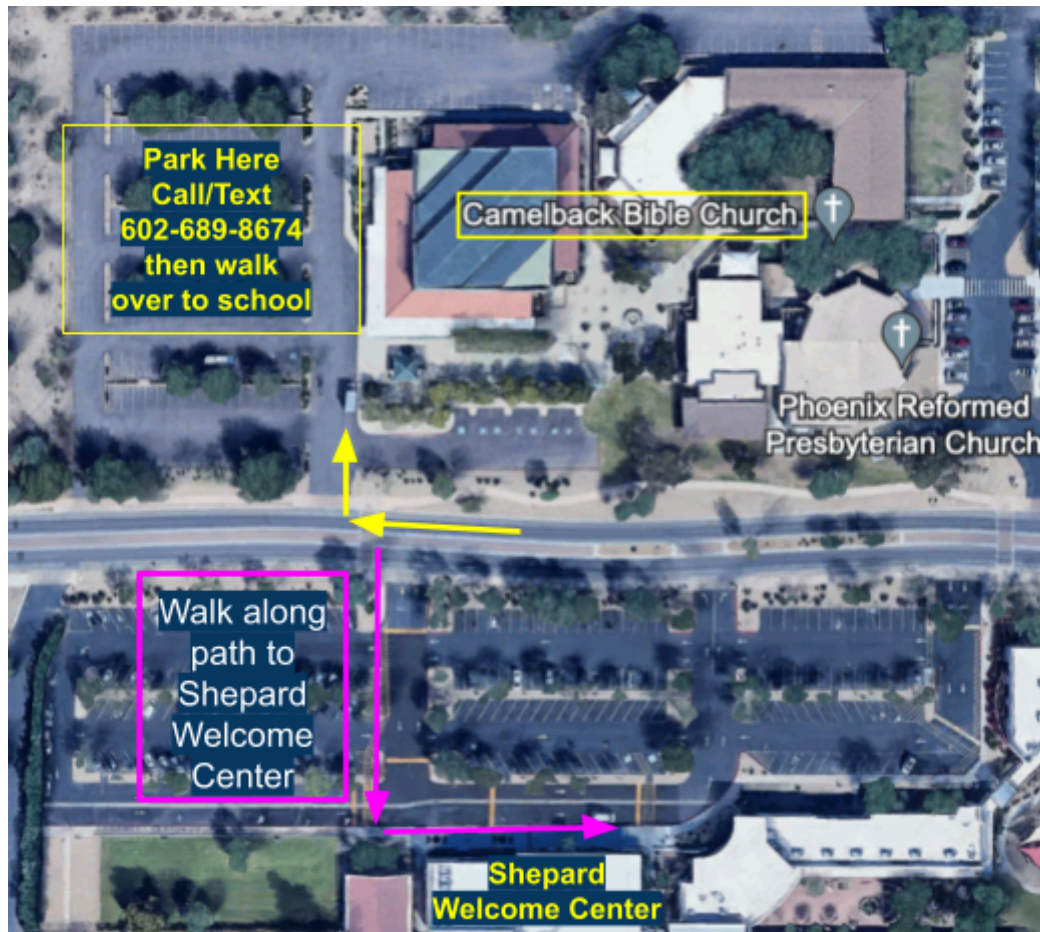 Park Here
Call/Text
602-689-8674
then walk
over to school
Camelback Bible Church
Phoenix Reformed
Presbyterian Church
Walk along
path to
Shepard
Welcome
Center
Shepard
Welcome Center